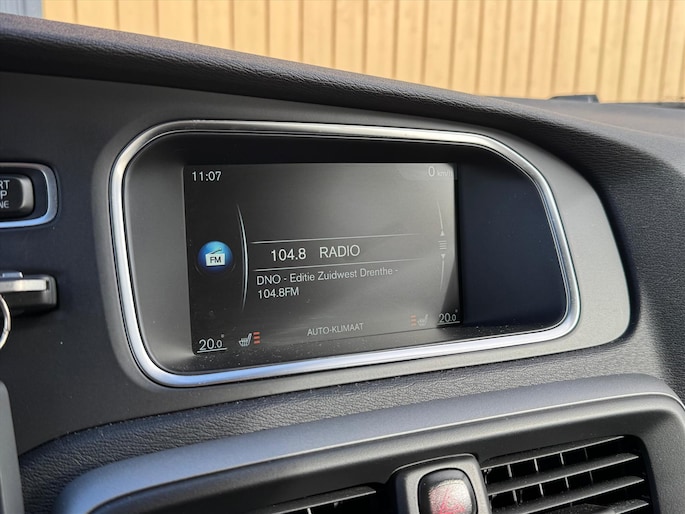 11:07
0 km/h
104.8 RADIO
FM
DNO - Editie Zuidwest Drenthe -
104.8FM
AUTO-KLIMAAT
20.0°
20.0°